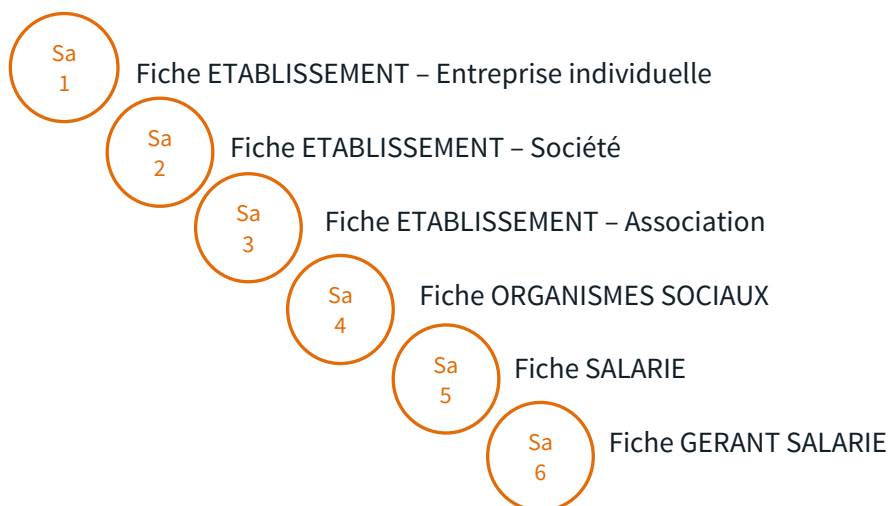 Sa
1
Fiche ETABLISSEMENT – Entreprise individuelle
Sa
2
Fiche ETABLISSEMENT – Société
Sa
3
Fiche ETABLISSEMENT – Association
Sa
4
Fiche ORGANISMES SOCIAUX
Sa
5
Fiche SALARIE
Sa
6
Fiche GERANT SALARIE